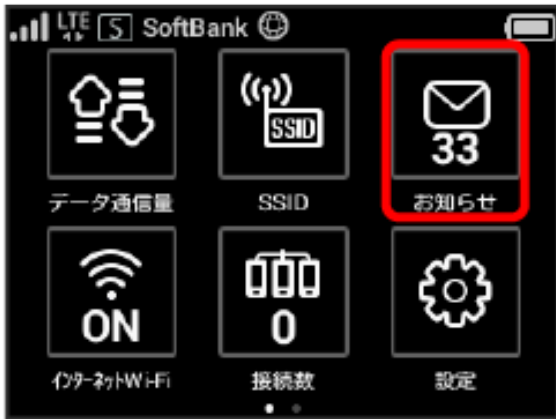 LTE S SoftBank
SSID
33
データ通信量 SSID お知らせ
ON 0
インターネットWi-Fi 接続数 設定